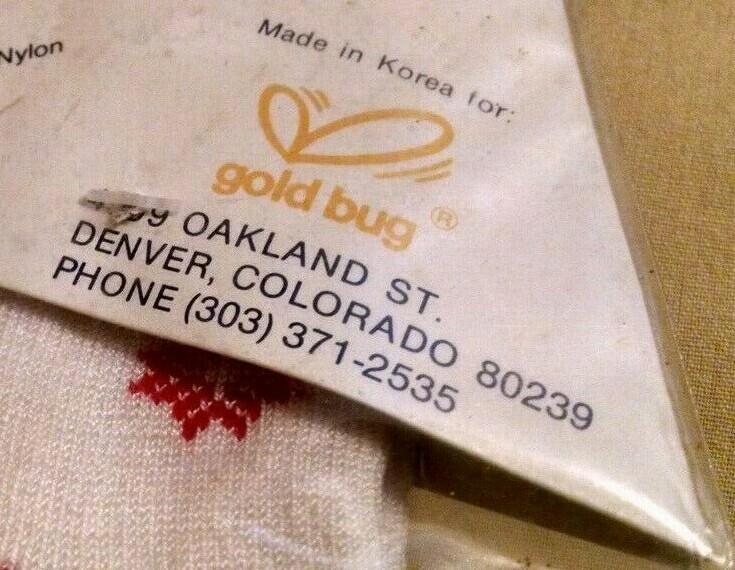 Nylon
Made in Korea for:
gold bug ®
OAKLAND ST.
DENVER, COLORADO 80239
PHONE (303) 371-2535